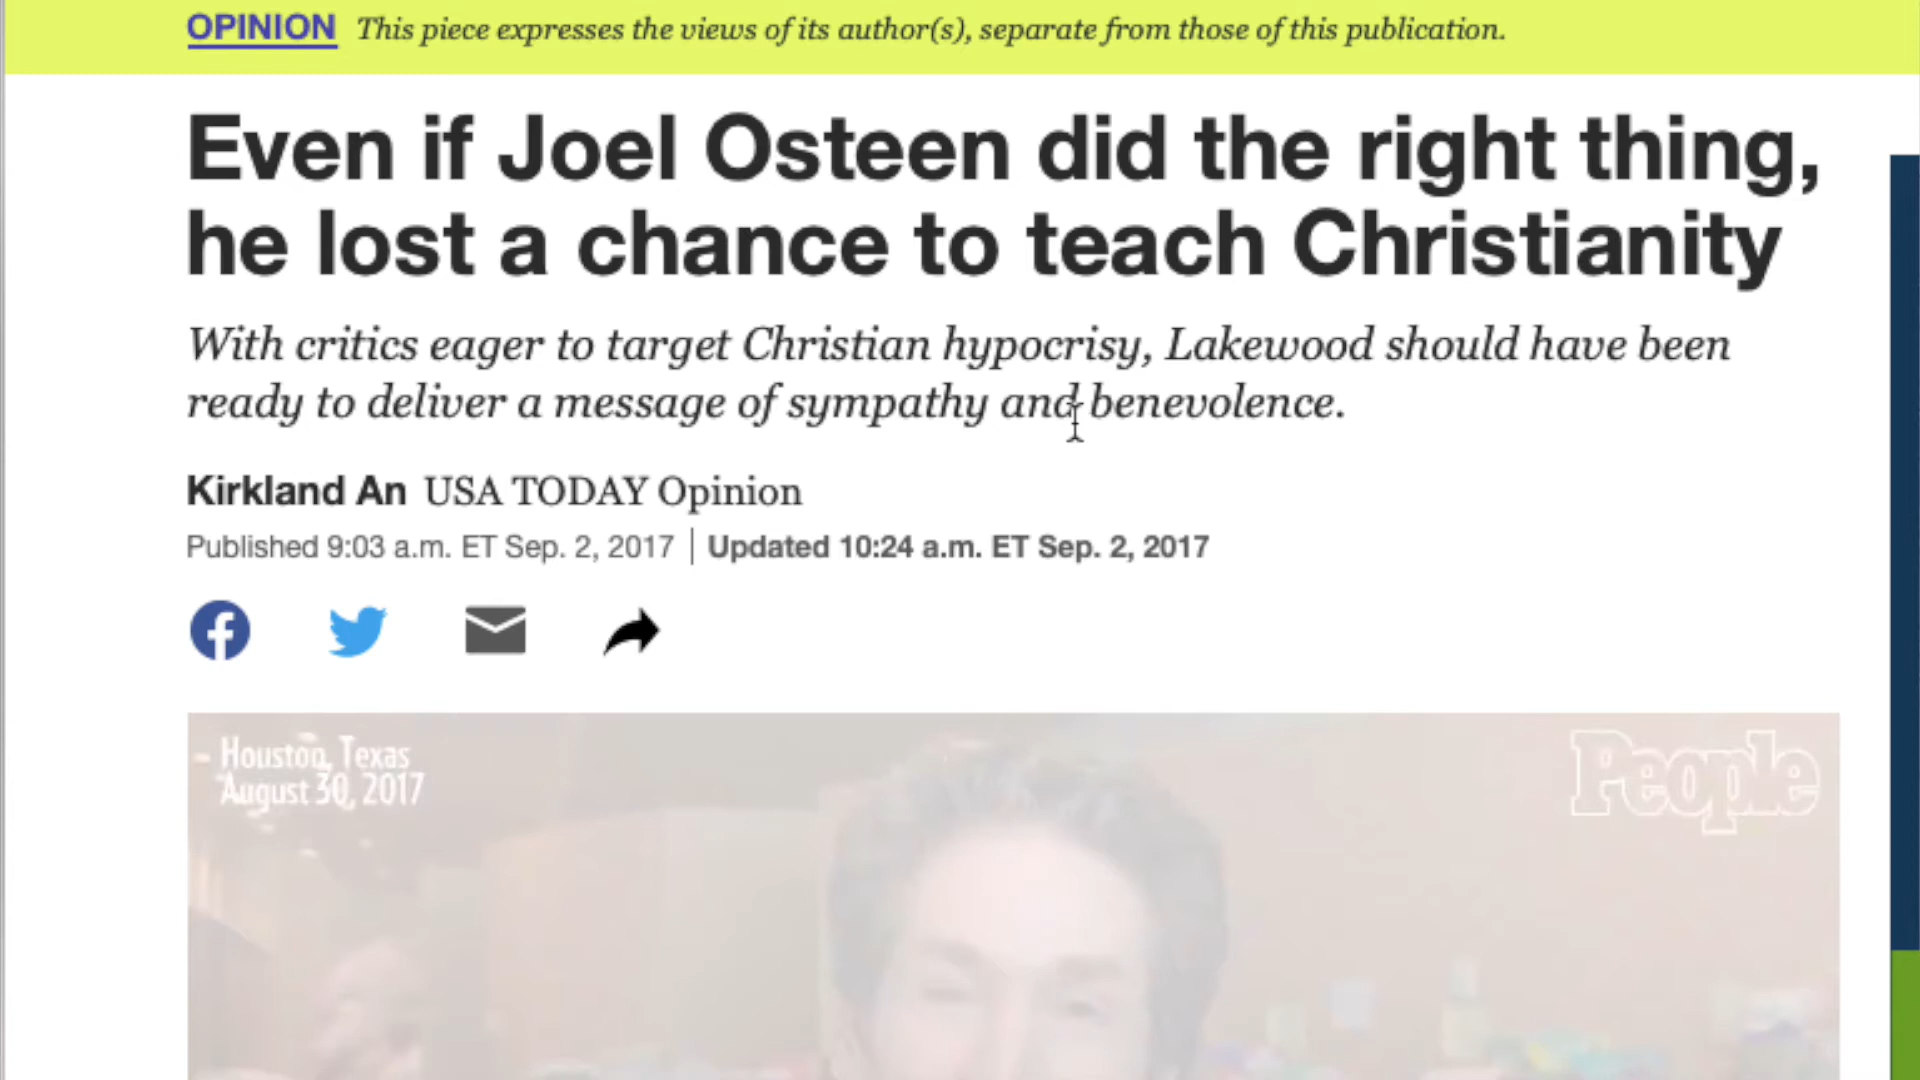 OPINION This piece expresses the views of its author(s), separate from those of this publication.
Even if Joel Osteen did the right thing,
he lost a chance to teach Christianity
With critics eager to target Christian hypocrisy, Lakewood should have been
ready to deliver a message of sympathy and benevolence.
Kirkland An USA TODAY Opinion
Published 9:03 a.m. ET Sep. 2, 2017 | Updated 10:24 a.m. ET Sep. 2, 2017
Houston, Texas
August 30, 2017
People